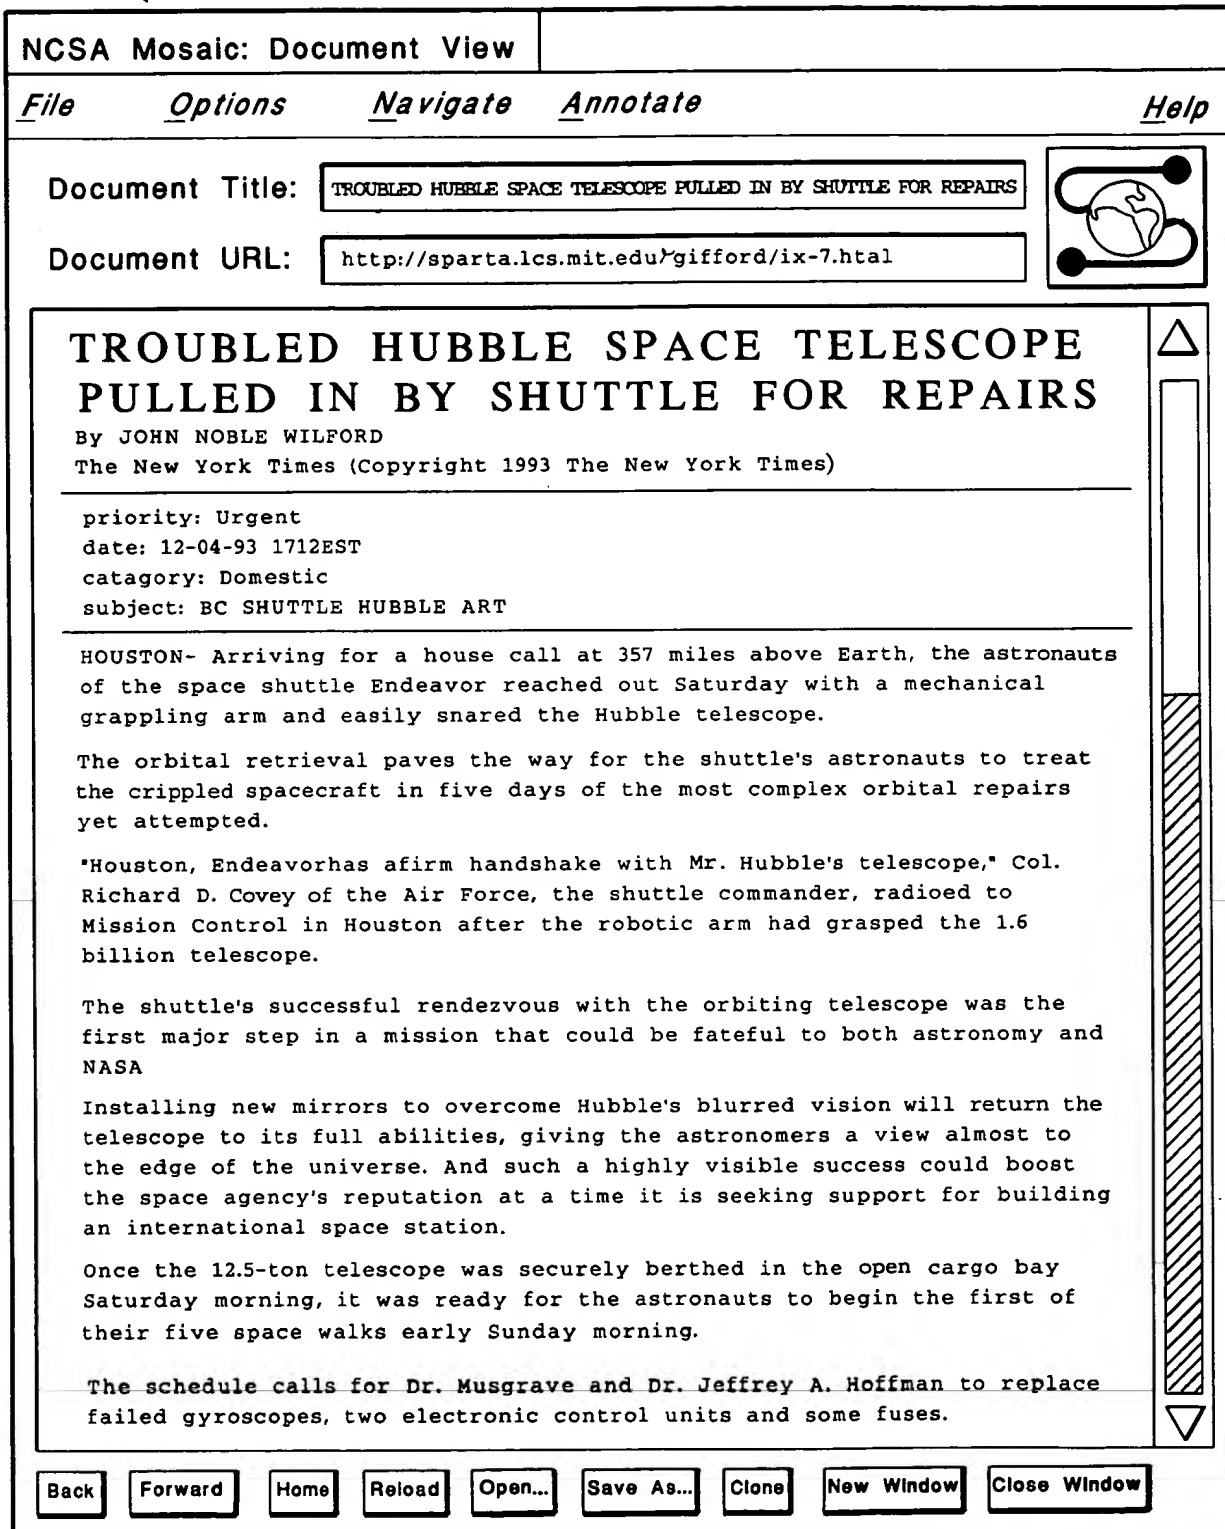 NCSA Mosaic: Document View
File Options Navigate Annotate Help
Document Title: TROUBLED HUBBLE SPACE TELESCOPE PULLED IN BY SHUTTLE FOR REPAIRS
Document URL: http://sparta.lcs.mit.edu/~gifford/ix-7.htal
TROUBLED HUBBLE SPACE TELESCOPE
PULLED IN BY SHUTTLE FOR REPAIRS
By JOHN NOBLE WILFORD
The New York Times (Copyright 1993 The New York Times)
priority: Urgent
date: 12-04-93 1712EST
catagory: Domestic
subject: BC SHUTTLE HUBBLE ART
HOUSTON- Arriving for a house call at 357 miles above Earth, the astronauts
of the space shuttle Endeavor reached out Saturday with a mechanical
grappling arm and easily snared the Hubble telescope.
The orbital retrieval paves the way for the shuttle's astronauts to treat
the crippled spacecraft in five days of the most complex orbital repairs
yet attempted.
"Houston, Endeavorhas afirm handshake with Mr. Hubble's telescope," Col.
Richard D. Covey of the Air Force, the shuttle commander, radioed to
Mission Control in Houston after the robotic arm had grasped the 1.6
billion telescope.
The shuttle's successful rendezvous with the orbiting telescope was the
first major step in a mission that could be fateful to both astronomy and
NASA
Installing new mirrors to overcome Hubble's blurred vision will return the
telescope to its full abilities, giving the astronomers a view almost to
the edge of the universe. And such a highly visible success could boost
the space agency's reputation at a time it is seeking support for building
an international space station.
Once the 12.5-ton telescope was securely berthed in the open cargo bay
Saturday morning, it was ready for the astronauts to begin the first of
their five space walks early Sunday morning.
The schedule calls for Dr. Musgrave and Dr. Jeffrey A. Hoffman to replace
failed gyroscopes, two electronic control units and some fuses.
Back Forward Home Reload Open... Save As... Clone New Window Close Window